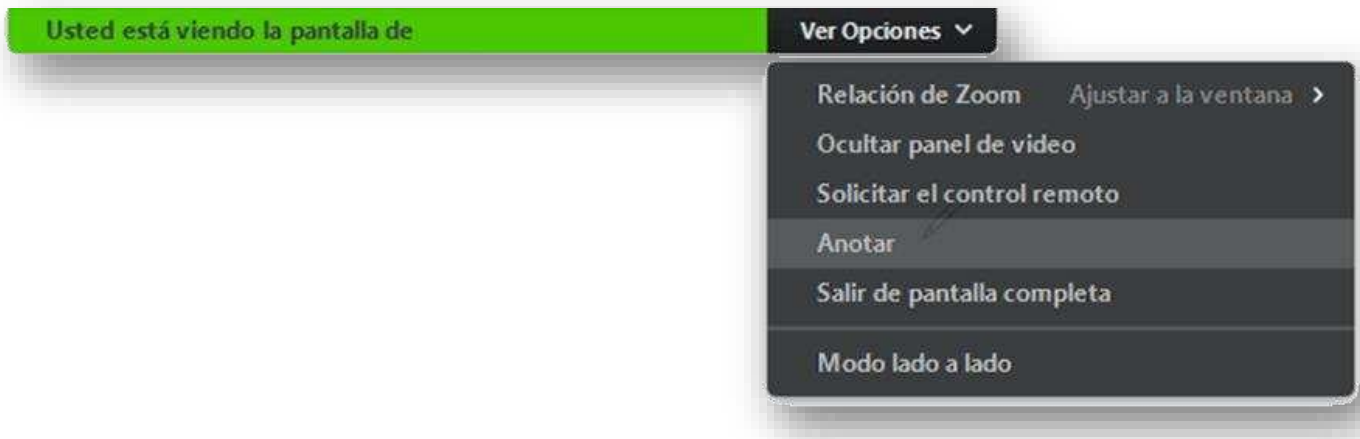 Usted está viendo la pantalla de
Ver Opciones
Relación de Zoom Ajustar a la ventana
Ocultar panel de video
Solicitar el control remoto
Anotar
Salir de pantalla completa
Modo lado a lado